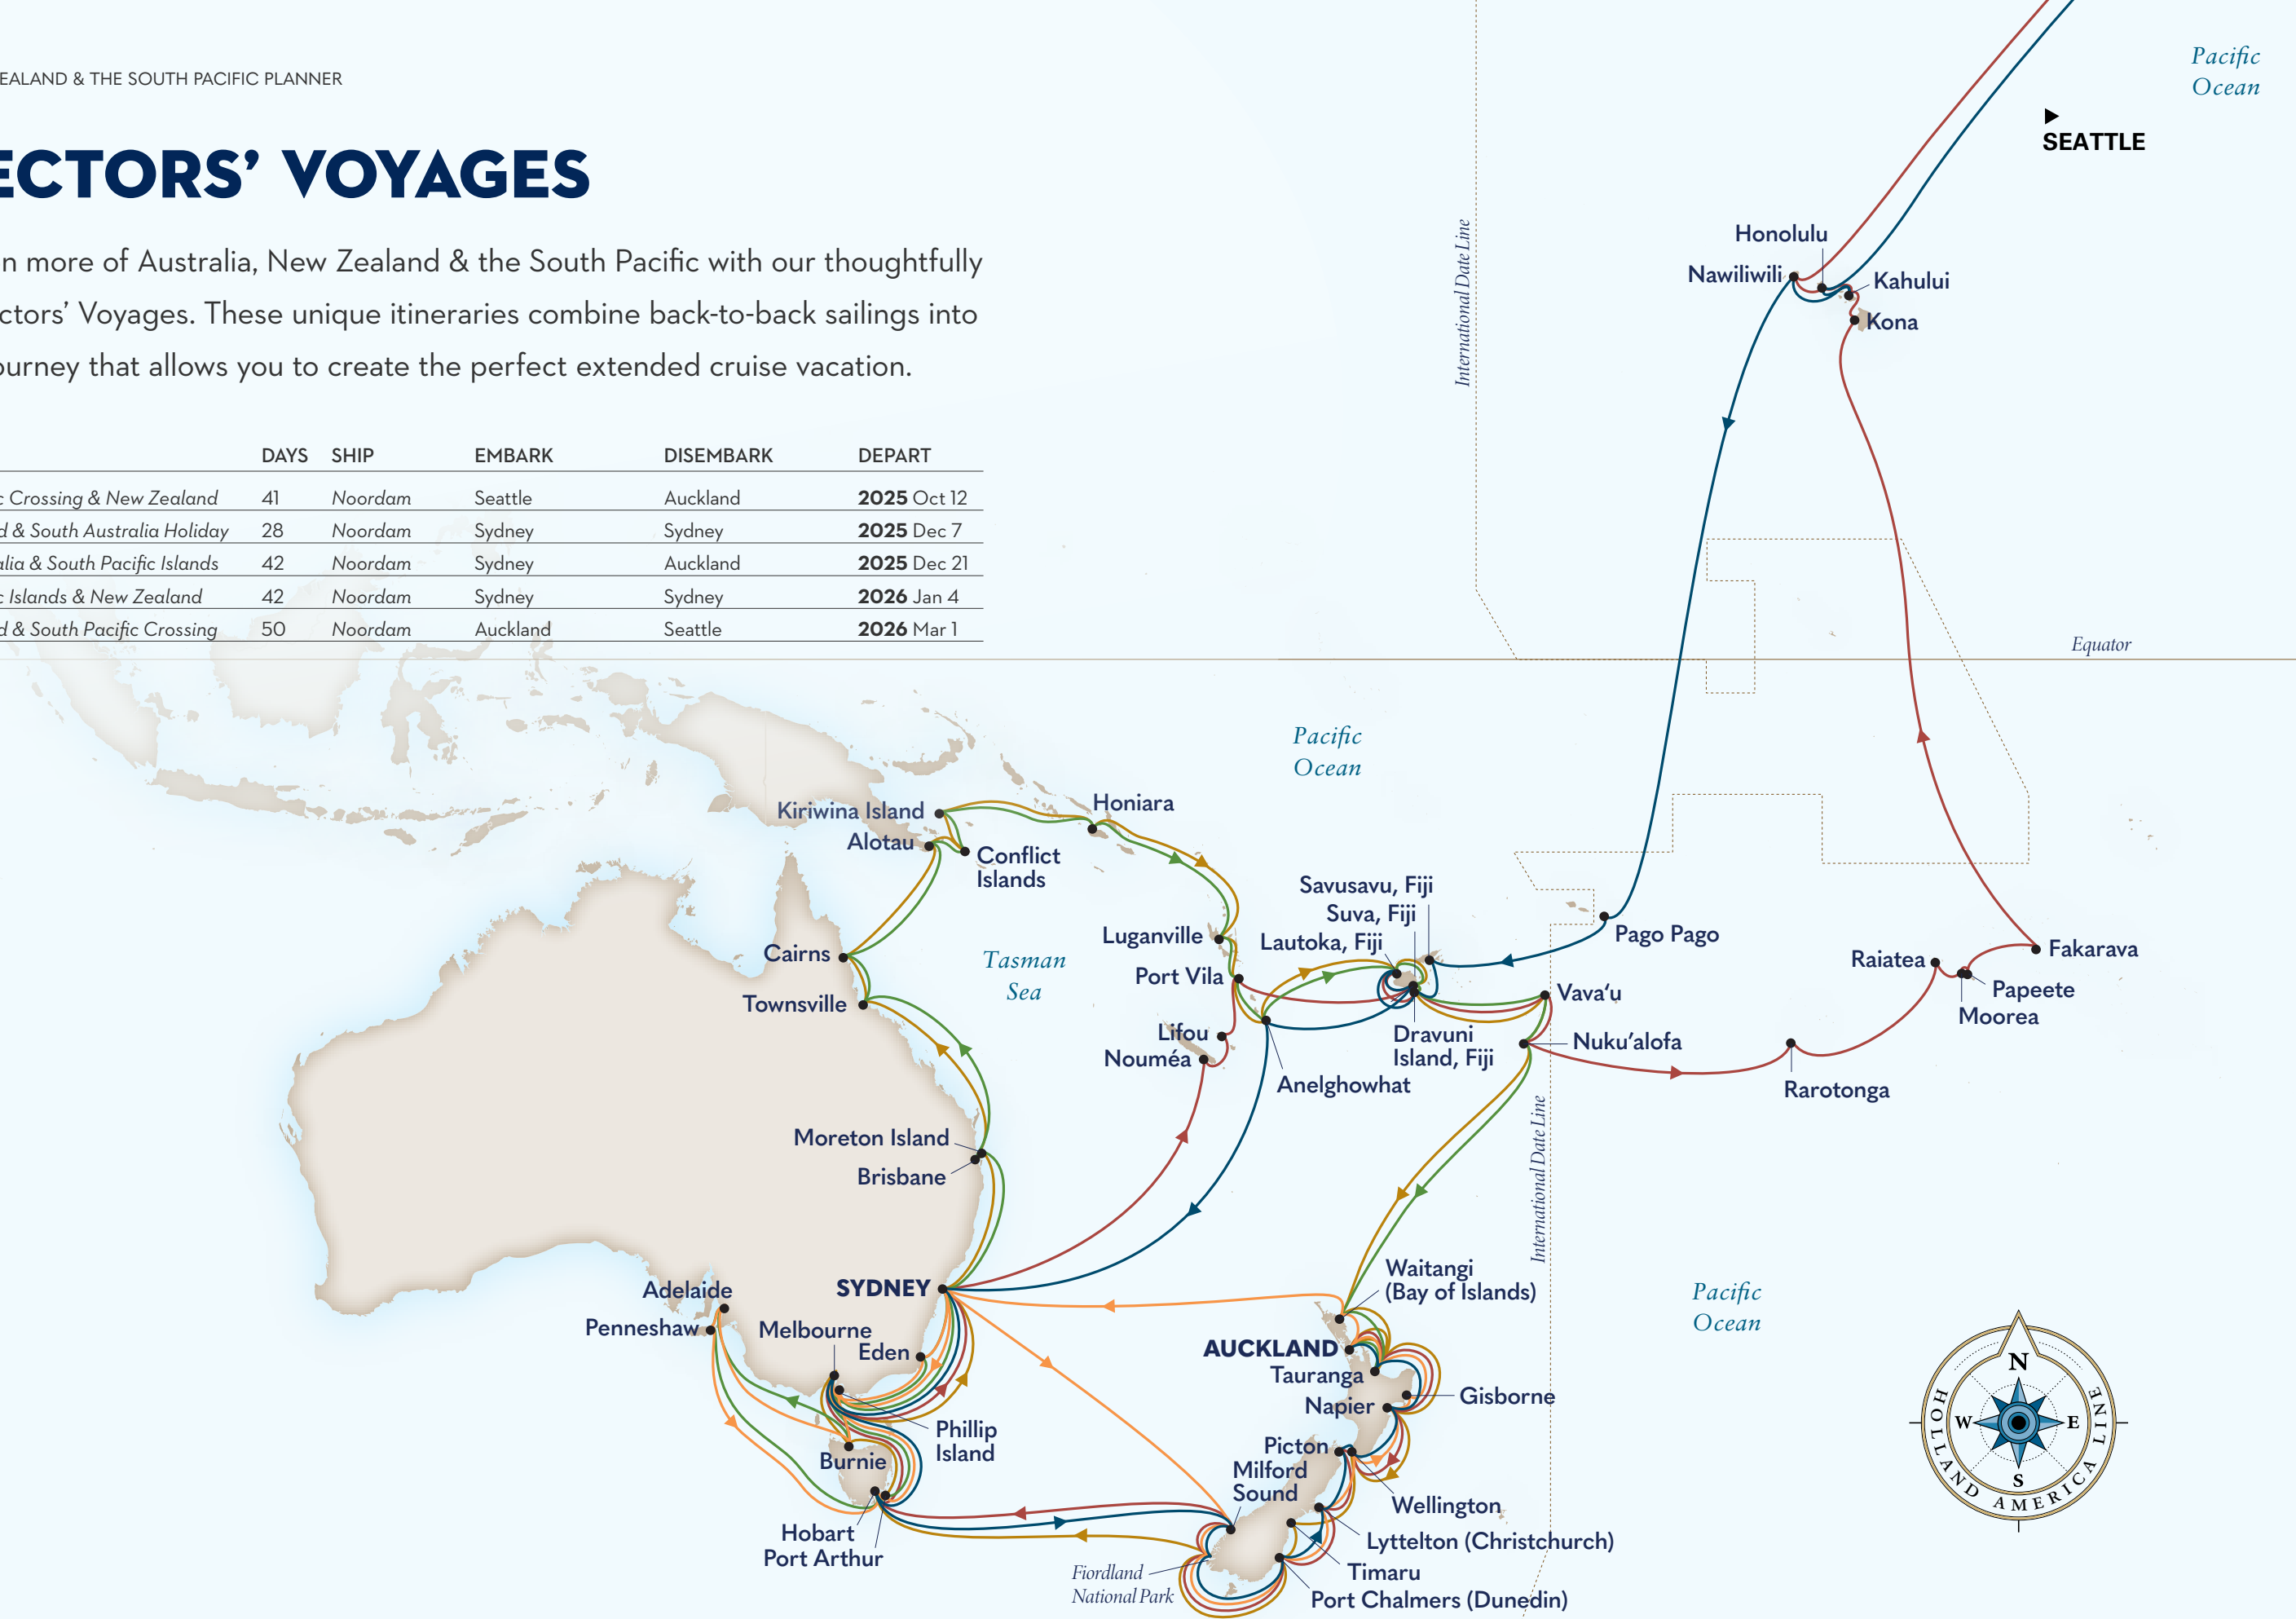 EALAND & THE SOUTH PACIFIC PLANNER
ECTORS’ VOYAGES
n more of Australia, New Zealand & the South Pacific with our thoughtfully
ctors’ Voyages. These unique itineraries combine back-to-back sailings into
ourney that allows you to create the perfect extended cruise vacation.
DAYS SHIP EMBARK DISEMBARK DEPART
c Crossing & New Zealand 41 Noordam Seattle Auckland 2025 Oct 12
d & South Australia Holiday 28 Noordam Sydney Sydney 2025 Dec 7
alia & South Pacific Islands 42 Noordam Sydney Auckland 2025 Dec 21
c Islands & New Zealand 42 Noordam Sydney Sydney 2026 Jan 4
d & South Pacific Crossing 50 Noordam Auckland Seattle 2026 Mar 1
Pacific
Ocean
SEATTLE
International Date Line
Honolulu
Nawiliwili
Kahului
Kona
Equator
Pacific
Ocean
Kiriwina Island
Honiara
Alotau
Conflict
Islands
Savusavu, Fiji
Suva, Fiji
Lautoka, Fiji
Luganville
Pago Pago
Cairns
Tasman
Sea
Port Vila
Raiatea
Fakarava
Townsville
Vava‘u
Papeete
Moorea
Lifou
Nouméa
Dravuni
Island, Fiji
Nuku’alofa
Anelghowhat
Rarotonga
Moreton Island
Brisbane
International Date Line
Waitangi
(Bay of Islands)
Pacific
Ocean
Adelaide
SYDNEY
Penneshaw
Melbourne
Eden
AUCKLAND
Tauranga
Gisborne
Napier
Phillip
Island
Burnie
Picton
Milford
Sound
Wellington
Hobart
Port Arthur
Lyttelton (Christchurch)
Timaru
Port Chalmers (Dunedin)
Fiordland
National Park
N
W
E
S
HOLLAND AMERICA LINE